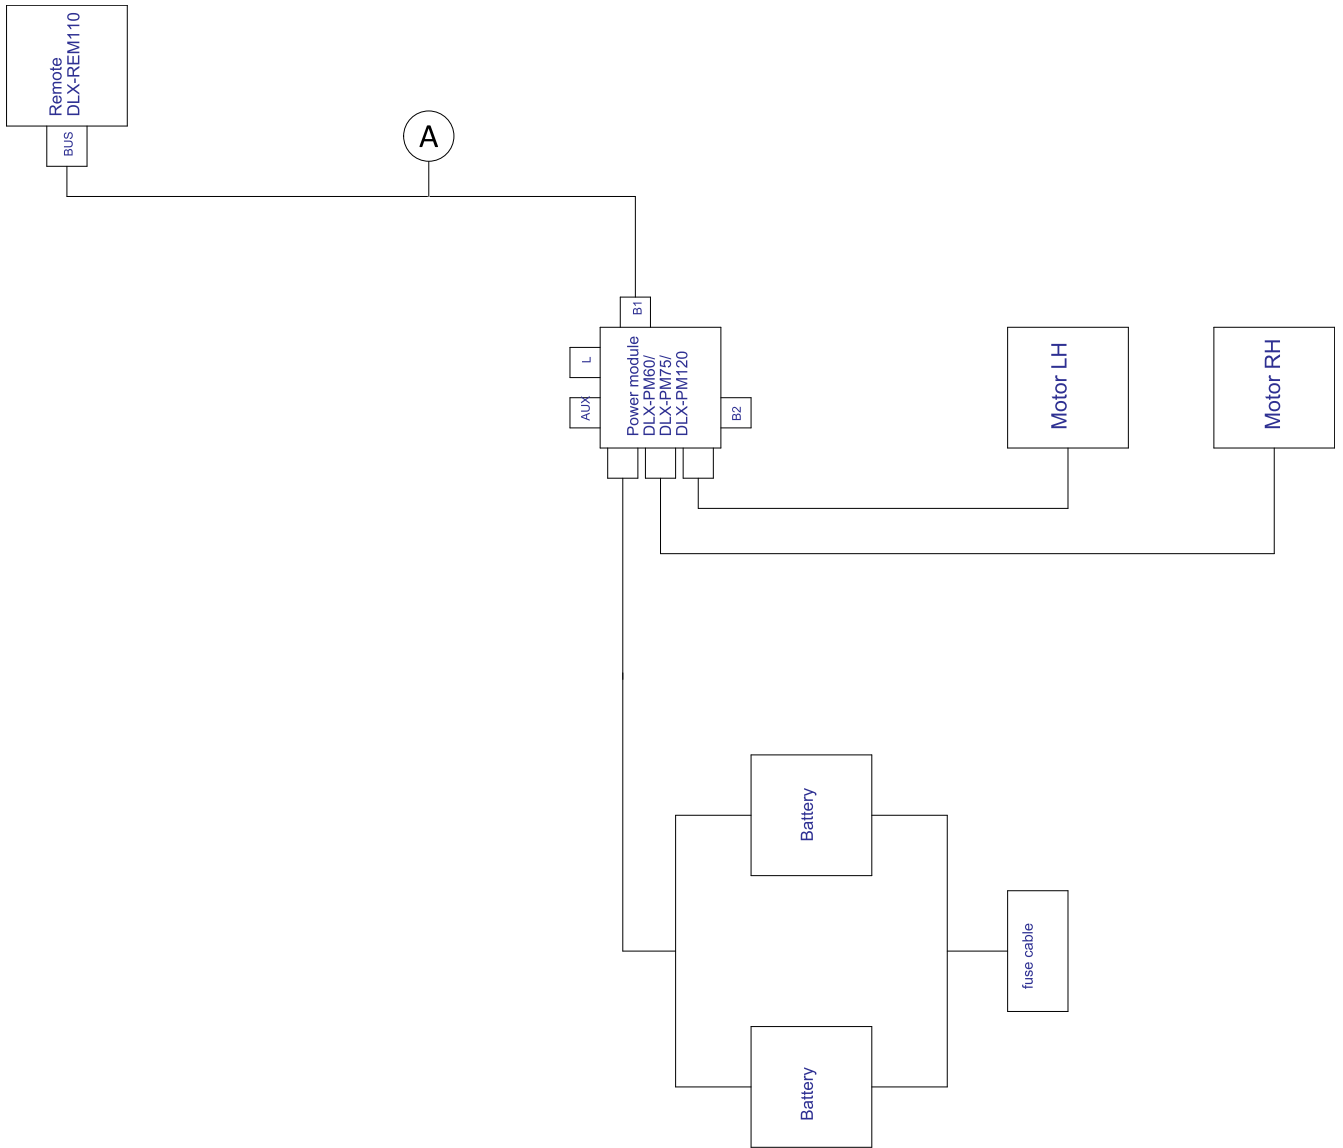 Remote
DLX-REM110
BUS
A
B1
L
AUX
Power module
DLX-PM60/
DLX-PM75/
DLX-PM120
B2
Motor LH
Motor RH
Battery
fuse cable
Battery